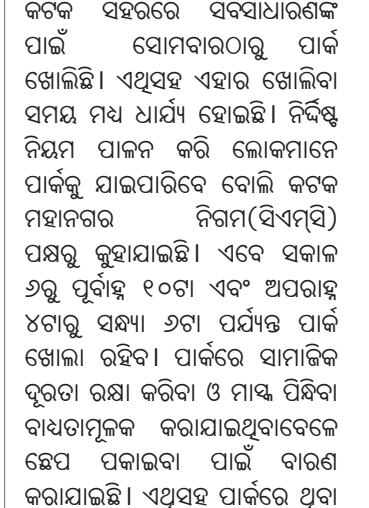 କଟକ ସହରରେ ସର୍ବସାଧାରଣଙ୍କ
ପାଇଁ ସୋମବାରଠାରୁ ପାର୍କ
ଖୋଲିଛି। ଏଥିସହ ଏହାର ଖୋଲିବା
ସମୟ ମଧ୍ୟ ଧାର୍ଯ୍ୟ ହୋଇଛି। ନିର୍ଦ୍ଦିଷ୍ଟ
ନିୟମ ପାଳନ କରି ଲୋକମାନେ
ପାର୍କକୁ ଯାଇପାରିବେ ବୋଲି କଟକ
ମହାନଗର ନିଗମ(ସିଏମ୍‌ସି)
ପକ୍ଷରୁ କୁହାଯାଇଛି। ଏବେ ସକାଳ
୬ରୁ ପୂର୍ବାହ୍ନ ୧୦ଟା ଏବଂ ଅପରାହ୍ନ
୪ଟାରୁ ସନ୍ଧ୍ୟା ୬ଟା ପର୍ଯ୍ୟନ୍ତ ପାର୍କ
ଖୋଲା ରହିବ। ପାର୍କରେ ସାମାଜିକ
ଦୂରତା ରକ୍ଷା କରିବା ଓ ମାସ୍କ ପିନ୍ଧିବା
ବାଧ୍ୟତାମୂଳକ କରାଯାଇଥିବାବେଳେ
ଛେପ ପକାଇବା ପାଇଁ ବାରଣ
କରାଯାଇଛି। ଏଥିସହ ପାର୍କରେ ଥିବା